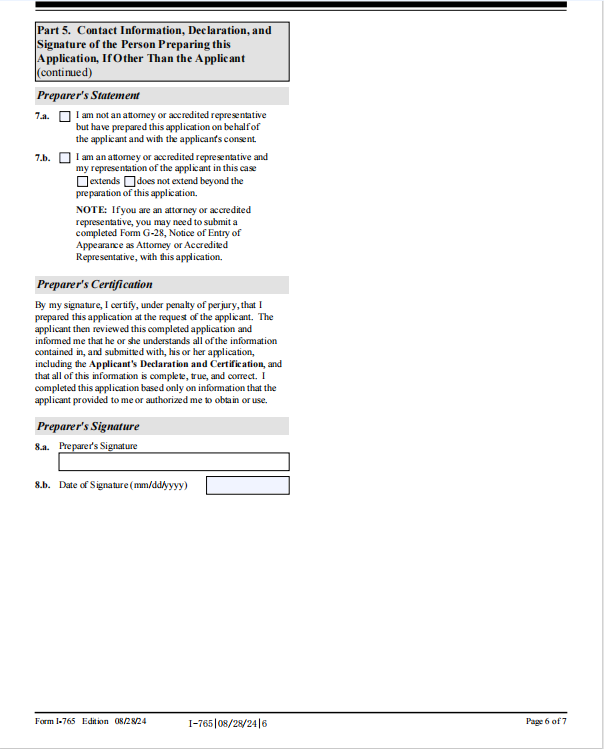 Part 5. Contact Information, Declaration, and
Signature of the Person Preparing this
Application, If Other Than the Applicant
(continued)
Preparer's Statement
7.a. I am not an attorney or accredited representative
but have prepared this application on behalf of
the applicant and with the applicant's consent.
7.b. I am an attorney or accredited representative and
my representation of the applicant in this case
extends does not extend beyond the
preparation of this application.
NOTE: If you are an attorney or accredited
representative, you may need to submit a
completed Form G-28, Notice of Entry of
Appearance as Attorney or Accredited
Representative, with this application.
Preparer's Certification
By my signature, I certify, under penalty of perjury, that I
prepared this application at the request of the applicant. The
applicant then reviewed this completed application and
informed me that he or she understands all of the information
contained in, and submitted with, his or her application,
including the Applicant's Declaration and Certification, and
that all of this information is complete, true, and correct. I
completed this application based only on information that the
applicant provided to me or authorized me to obtain or use.
Preparer's Signature
8.a. Preparer's Signature
8.b. Date of Signature (mm/dd/yyyy)
Form I-765 Edition 08/28/24 I-765|08/28/24|6 Page 6 of 7